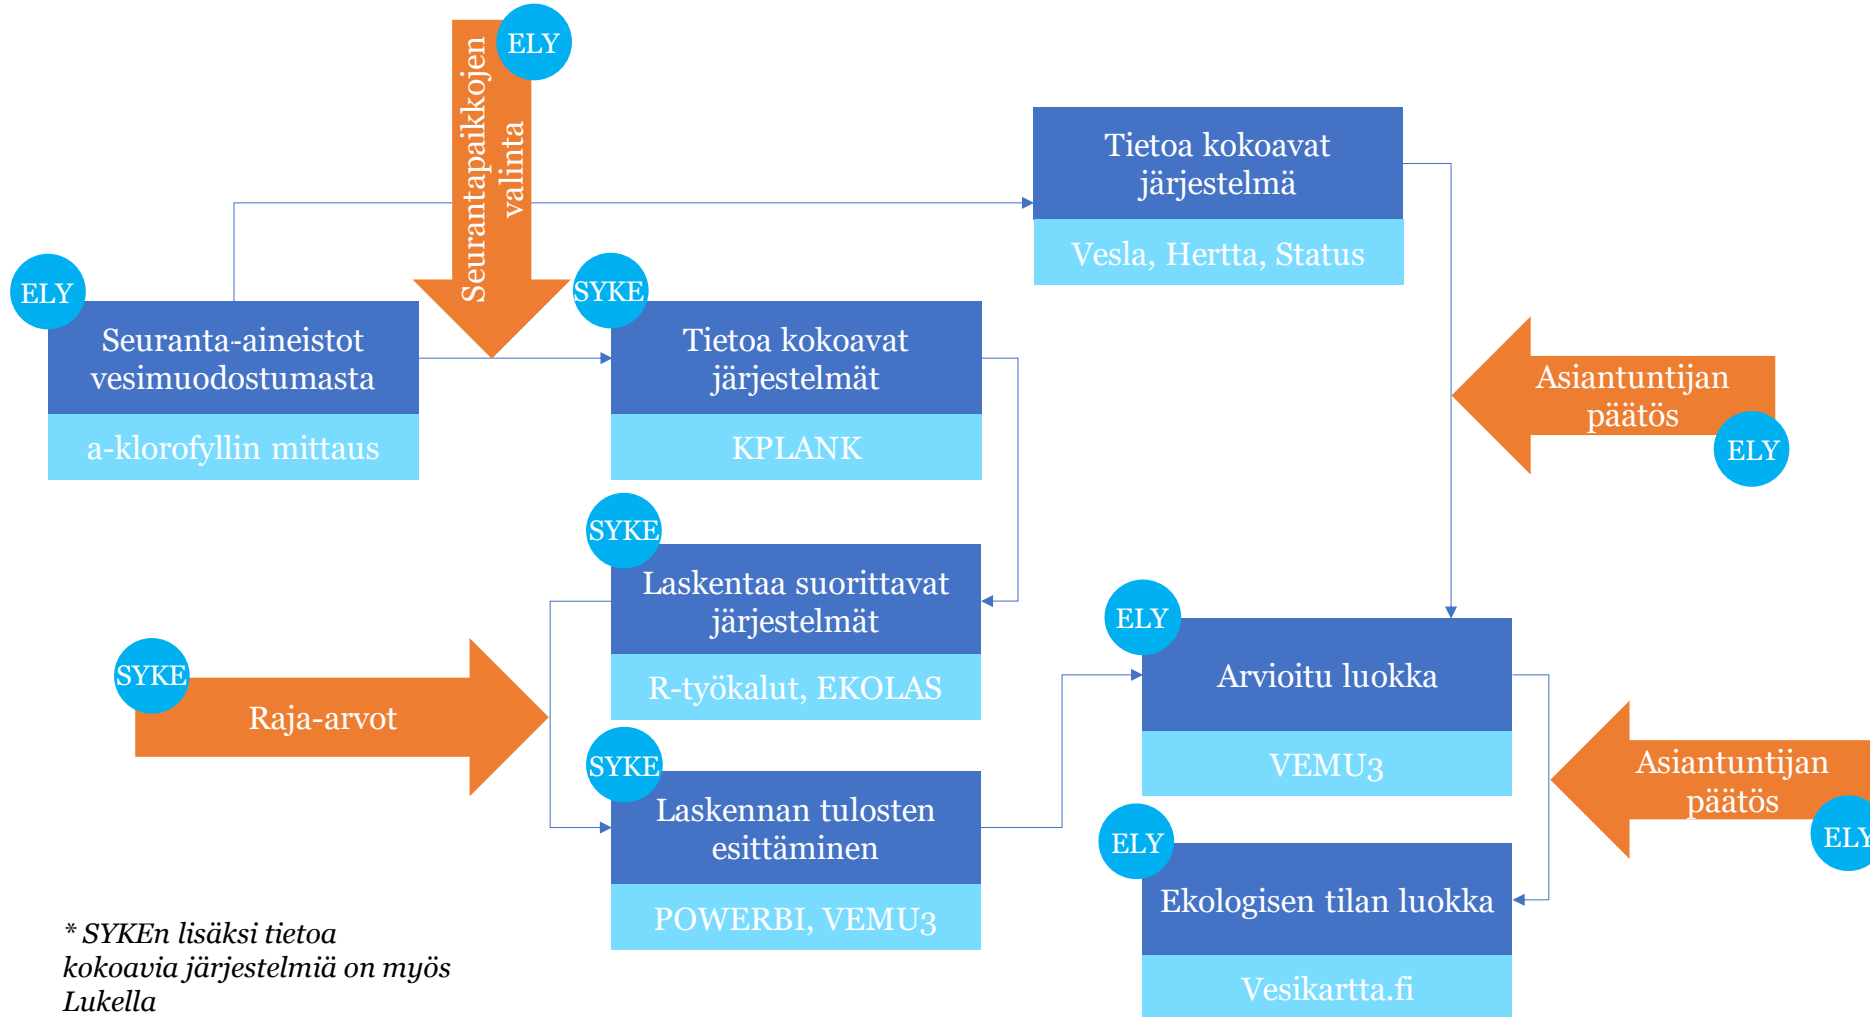 ELY
Seurantapaikkojen
valinta
Tietoa kokoavat
järjestelmä
Vesla, Hertta, Status
ELY
Seuranta-aineistot
vesimuodostumasta
a-klorofyllin mittaus
SYKE
Tietoa kokoavat
järjestelmät
KPLANK
Asiantuntijan
päätös
ELY
SYKE
Laskentaa suorittavat
järjestelmät
R-työkalut, EKOLAS
SYKE
Raja-arvot
ELY
Arvioitu luokka
VEMU3
SYKE
Laskennan tulosten
esittäminen
POWERBI, VEMU3
Asiantuntijan
päätös
ELY
ELY
Ekologisen tilan luokka
Vesikartta.fi
* SYKEn lisäksi tietoa
kokoavia järjestelmiä on myös
Lukella